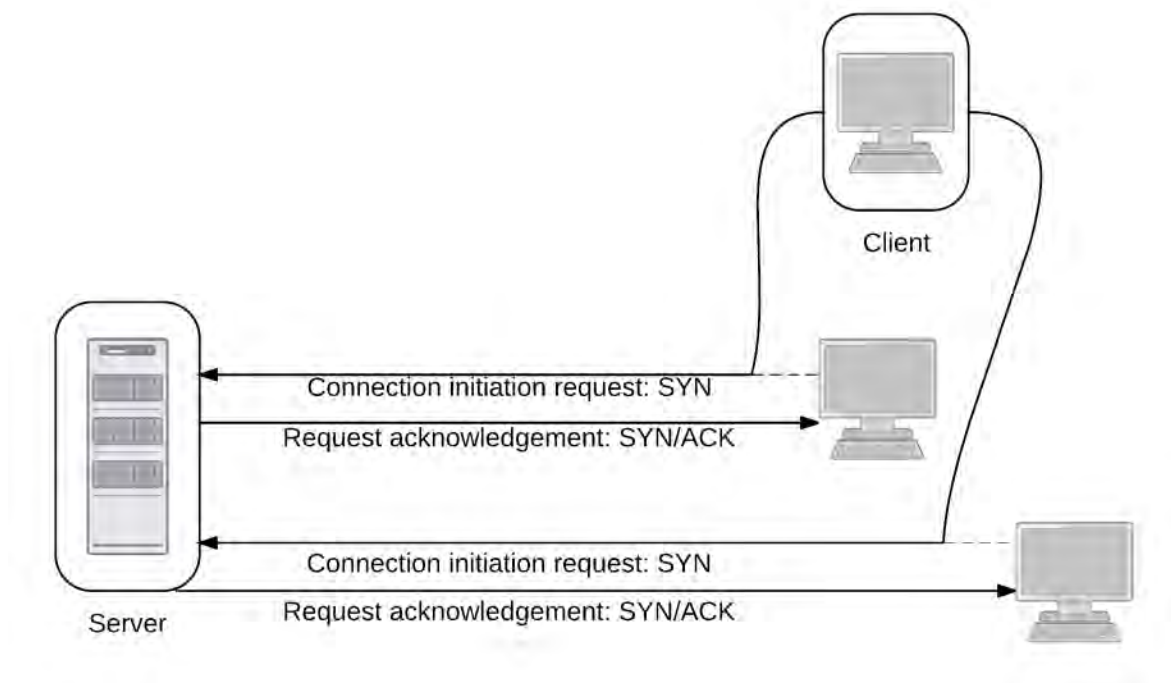 Client
Connection initiation request: SYN
Request acknowledgement: SYN/ACK
Connection initiation request: SYN
Request acknowledgement: SYN/ACK
Server